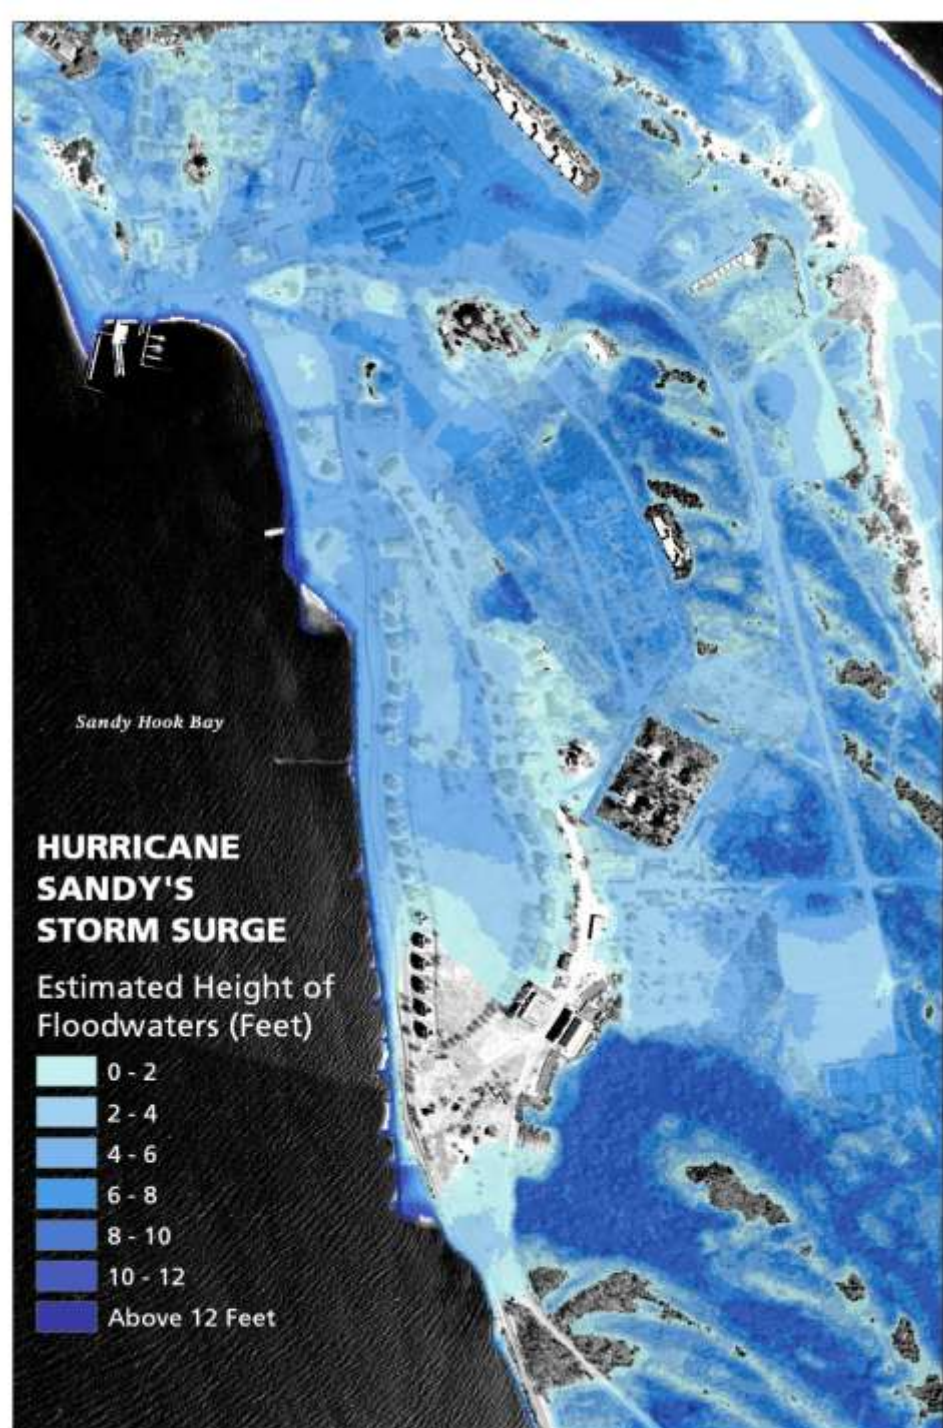 Sandy Hook Bay
HURRICANE
SANDY'S
STORM SURGE
Estimated Height of
Floodwaters (Feet)
0 - 2
2 - 4
4 - 6
6 - 8
8 - 10
10 - 12
Above 12 Feet